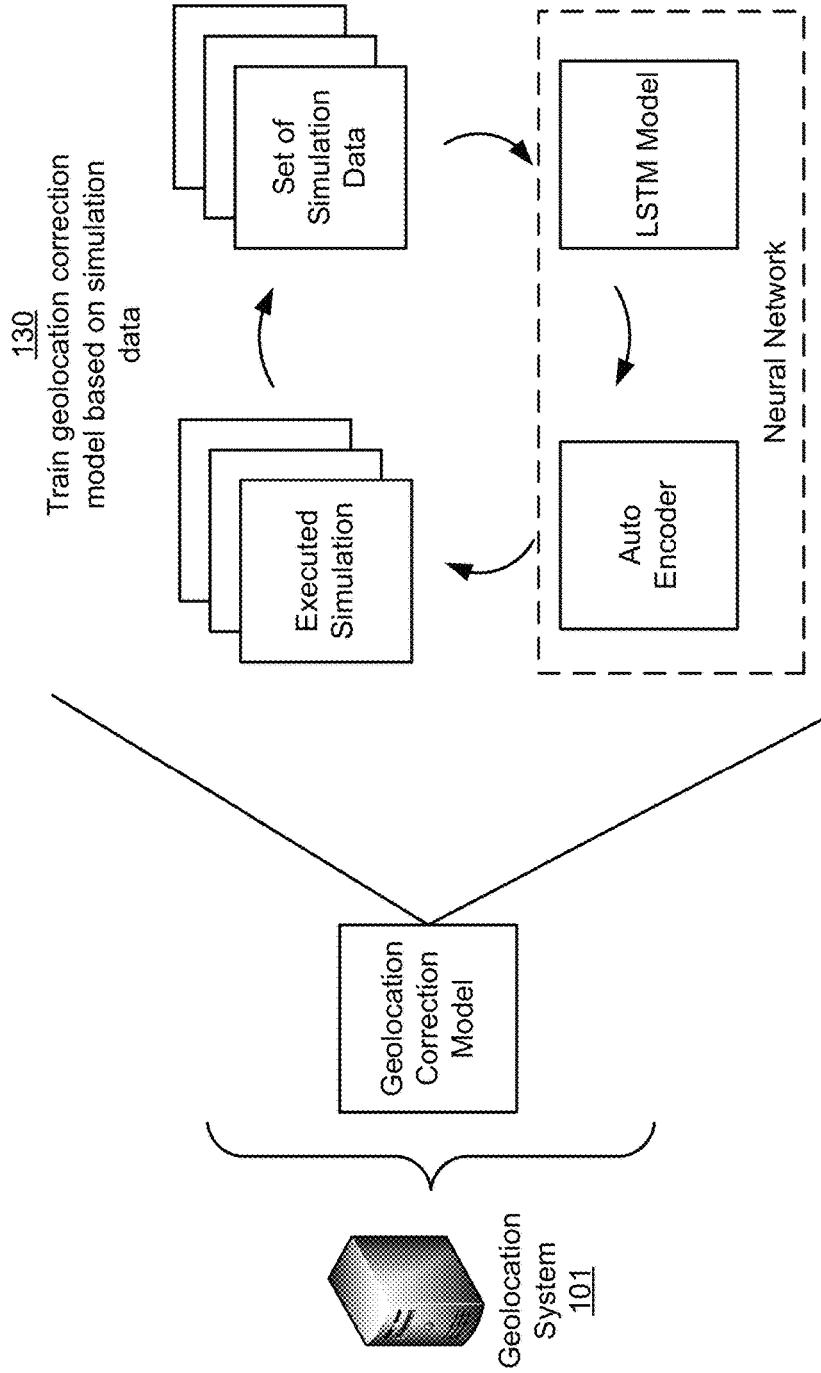 130
Train geolocation correction
model based on simulation
data
Executed
Simulation
Set of
Simulation
Data
Auto
Encoder
LSTM Model
Neural Network
Geolocation
Correction
Model
Geolocation
System
101